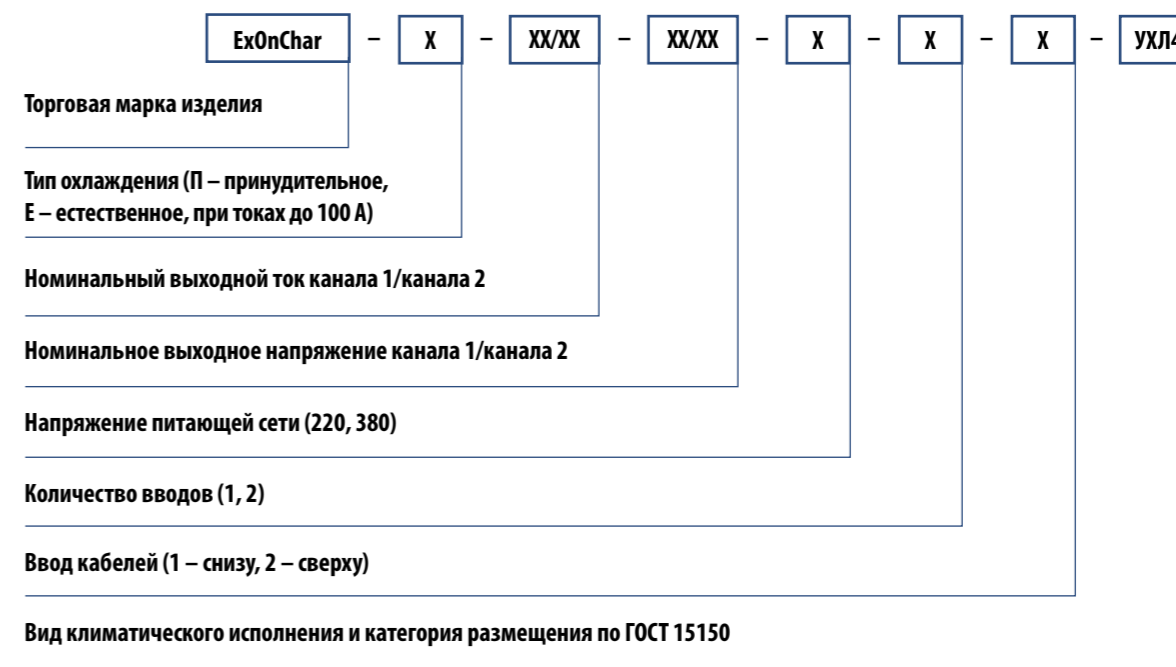 ExOnChar – X – XX/XX – XX/XX – X – X – X – УХЛ4
Торговая марка изделия
Тип охлаждения (П – принудительное,
Е – естественное, при токах до 100 А)
Номинальный выходной ток канала 1/канала 2
Номинальное выходное напряжение канала 1/канала 2
Напряжение питающей сети (220, 380)
Количество вводов (1, 2)
Ввод кабелей (1 – снизу, 2 – сверху)
Вид климатического исполнения и категория размещения по ГОСТ 15150